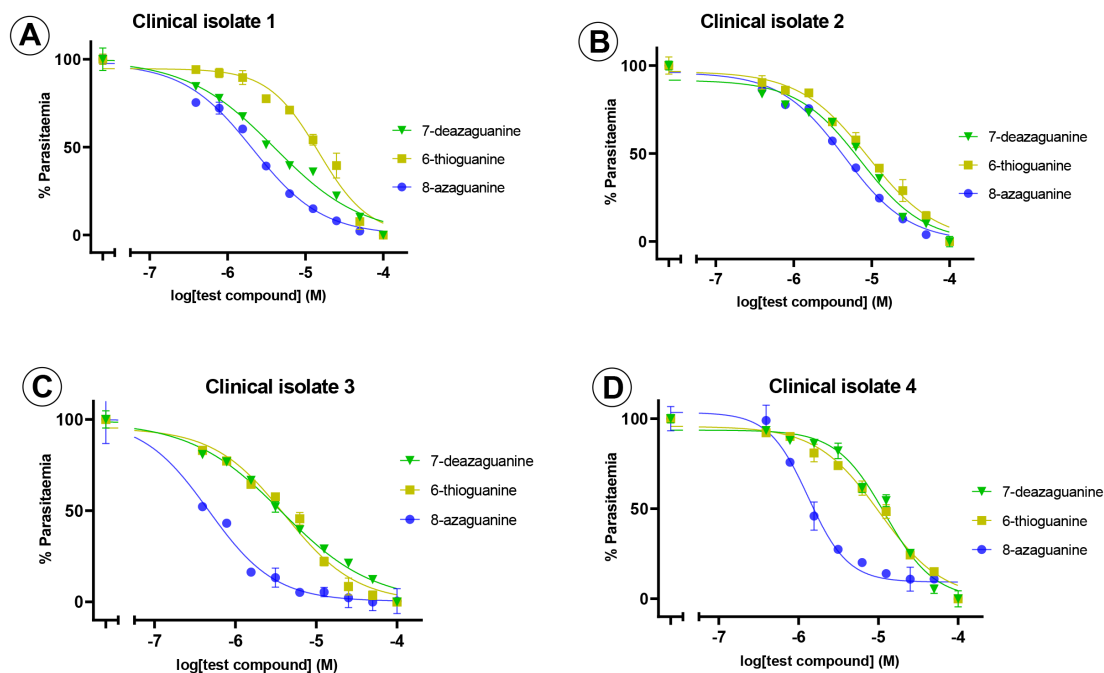 A
Clinical isolate 1
100
50
0
% Parasitaemia
-7
-6
-5
-4
log[test compound] (M)
7-deazaguanine
6-thioguanine
8-azaguanine
B
Clinical isolate 2
100
50
0
% Parasitaemia
-7
-6
-5
-4
log[test compound] (M)
7-deazaguanine
6-thioguanine
8-azaguanine
C
Clinical isolate 3
100
50
0
% Parasitaemia
-7
-6
-5
-4
log[test compound] (M)
7-deazaguanine
6-thioguanine
8-azaguanine
D
Clinical isolate 4
100
50
0
% Parasitaemia
-7
-6
-5
-4
log[test compound] (M)
7-deazaguanine
6-thioguanine
8-azaguanine